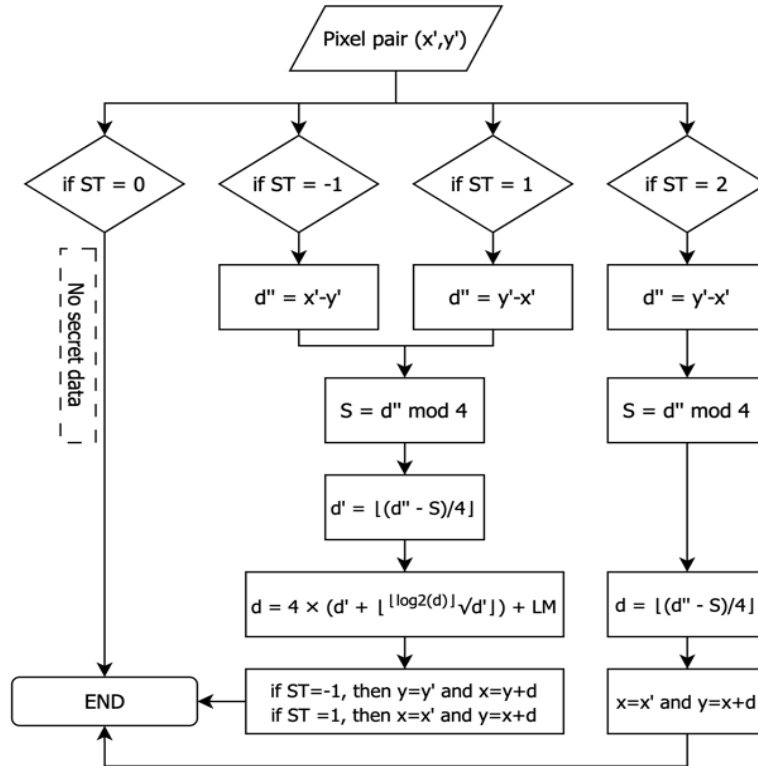 Pixel pair (x',y')
if ST = 0
if ST = -1
if ST = 1
if ST = 2
No secret data
d'' = x'-y'
d'' = y'-x'
d'' = y'-x'
S = d'' mod 4
S = d'' mod 4
d' = ⌊(d'' - S)/4⌋
d = 4 × (d' + ⌊^⌊log2(d)⌋√d'⌋) + LM
d = ⌊(d'' - S)/4⌋
END
if ST=-1, then y=y' and x=y+d
if ST =1, then x=x' and y=x+d
x=x' and y=x+d